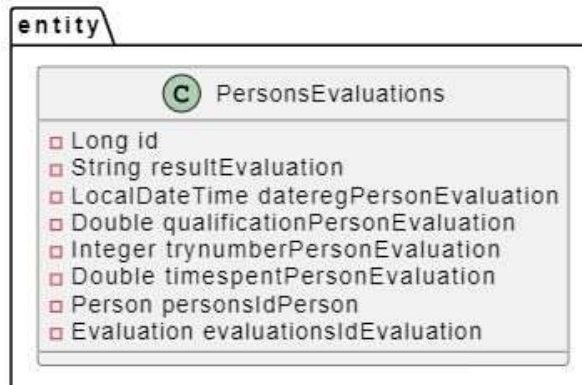 entity
C PersonsEvaluations
Long id
String resultEvaluation
LocalDateTime dateregPersonEvaluation
Double qualificationPersonEvaluation
Integer trynumberPersonEvaluation
Double timespentPersonEvaluation
Person personsIdPerson
Evaluation evaluationsIdEvaluation